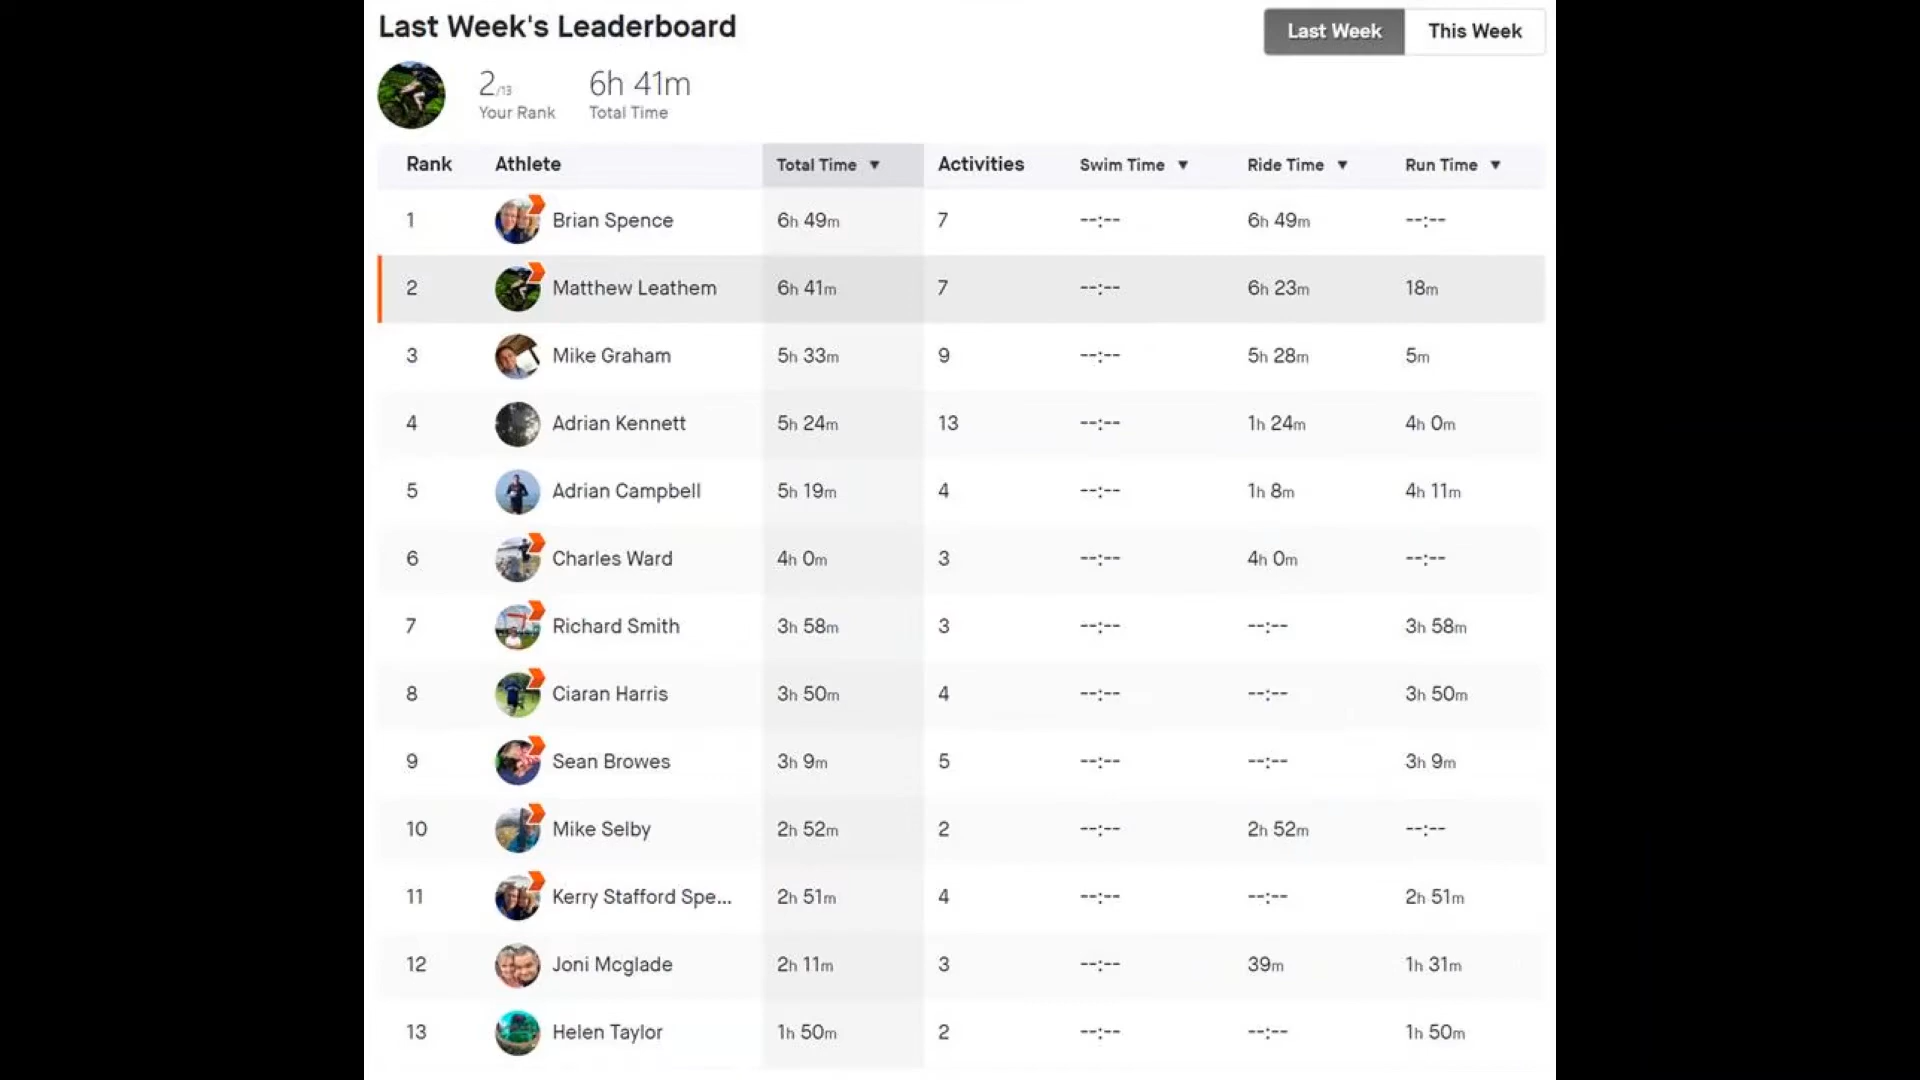 Last Week's Leaderboard
Last Week This Week
2/13 6h 41m
Your Rank Total Time
Rank Athlete Total Time ▼ Activities Swim Time ▼ Ride Time ▼ Run Time ▼
1 Brian Spence 6h 49m 7 --:-- 6h 49m --:--
2 Matthew Leathem 6h 41m 7 --:-- 6h 23m 18m
3 Mike Graham 5h 33m 9 --:-- 5h 28m 5m
4 Adrian Kennett 5h 24m 13 --:-- 1h 24m 4h 0m
5 Adrian Campbell 5h 19m 4 --:-- 1h 8m 4h 11m
6 Charles Ward 4h 0m 3 --:-- 4h 0m --:--
7 Richard Smith 3h 58m 3 --:-- --:-- 3h 58m
8 Ciaran Harris 3h 50m 4 --:-- --:-- 3h 50m
9 Sean Browes 3h 9m 5 --:-- --:-- 3h 9m
10 Mike Selby 2h 52m 2 --:-- 2h 52m --:--
11 Kerry Stafford Spe... 2h 51m 4 --:-- --:-- 2h 51m
12 Joni Mcglade 2h 11m 3 --:-- 39m 1h 31m
13 Helen Taylor 1h 50m 2 --:-- --:-- 1h 50m